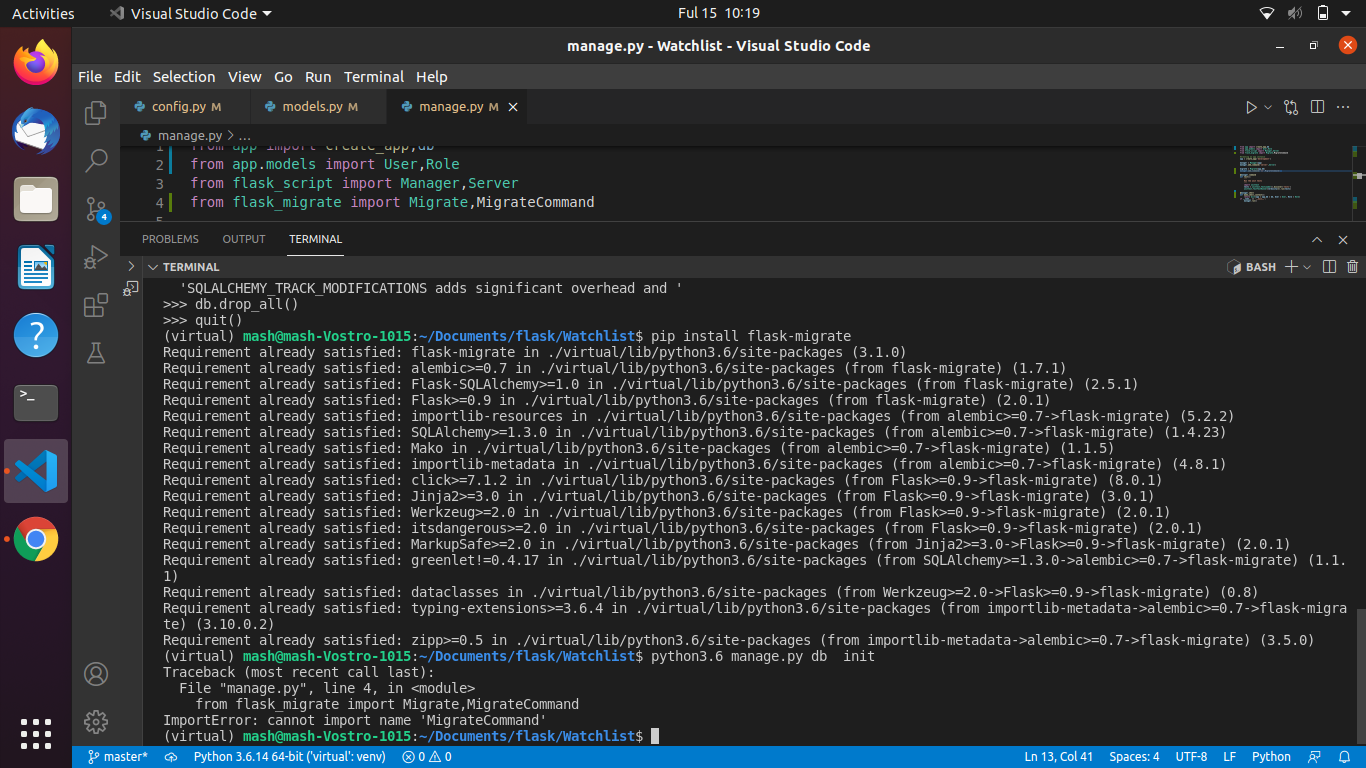 Activities
Visual Studio Code
Ful 15 10:19
manage.py - Watchlist - Visual Studio Code
File Edit Selection View Go Run Terminal Help
config.py M
models.py M
manage.py M
manage.py > ...
1 from app import create_app,db
2 from app.models import User,Role
3 from flask_script import Manager,Server
4 from flask_migrate import Migrate,MigrateCommand
5
PROBLEMS OUTPUT TERMINAL
TERMINAL
BASH
'SQLALCHEMY_TRACK_MODIFICATIONS adds significant overhead and '
>>> db.drop_all()
>>> quit()
(virtual) mash@mash-Vostro-1015:~/Documents/flask/Watchlist$ pip install flask-migrate
Requirement already satisfied: flask-migrate in ./virtual/lib/python3.6/site-packages (3.1.0)
Requirement already satisfied: alembic>=0.7 in ./virtual/lib/python3.6/site-packages (from flask-migrate) (1.7.1)
Requirement already satisfied: Flask-SQLAlchemy>=1.0 in ./virtual/lib/python3.6/site-packages (from flask-migrate) (2.5.1)
Requirement already satisfied: Flask>=0.9 in ./virtual/lib/python3.6/site-packages (from flask-migrate) (2.0.1)
Requirement already satisfied: importlib-resources in ./virtual/lib/python3.6/site-packages (from alembic>=0.7->flask-migrate) (5.2.2)
Requirement already satisfied: SQLAlchemy>=1.3.0 in ./virtual/lib/python3.6/site-packages (from alembic>=0.7->flask-migrate) (1.4.23)
Requirement already satisfied: Mako in ./virtual/lib/python3.6/site-packages (from alembic>=0.7->flask-migrate) (1.1.5)
Requirement already satisfied: importlib-metadata in ./virtual/lib/python3.6/site-packages (from alembic>=0.7->flask-migrate) (4.8.1)
Requirement already satisfied: click>=7.1.2 in ./virtual/lib/python3.6/site-packages (from Flask>=0.9->flask-migrate) (8.0.1)
Requirement already satisfied: Jinja2>=3.0 in ./virtual/lib/python3.6/site-packages (from Flask>=0.9->flask-migrate) (3.0.1)
Requirement already satisfied: Werkzeug>=2.0 in ./virtual/lib/python3.6/site-packages (from Flask>=0.9->flask-migrate) (2.0.1)
Requirement already satisfied: itsdangerous>=2.0 in ./virtual/lib/python3.6/site-packages (from Flask>=0.9->flask-migrate) (2.0.1)
Requirement already satisfied: MarkupSafe>=2.0 in ./virtual/lib/python3.6/site-packages (from Jinja2>=3.0->Flask>=0.9->flask-migrate) (2.0.1)
Requirement already satisfied: greenlet!=0.4.17 in ./virtual/lib/python3.6/site-packages (from SQLAlchemy>=1.3.0->alembic>=0.7->flask-migrate) (1.1.
1)
Requirement already satisfied: dataclasses in ./virtual/lib/python3.6/site-packages (from Werkzeug>=2.0->Flask>=0.9->flask-migrate) (0.8)
Requirement already satisfied: typing-extensions>=3.6.4 in ./virtual/lib/python3.6/site-packages (from importlib-metadata->alembic>=0.7->flask-migra
te) (3.10.0.2)
Requirement already satisfied: zipp>=0.5 in ./virtual/lib/python3.6/site-packages (from importlib-metadata->alembic>=0.7->flask-migrate) (3.5.0)
(virtual) mash@mash-Vostro-1015:~/Documents/flask/Watchlist$ python3.6 manage.py db  init
Traceback (most recent call last):
File "manage.py", line 4, in <module>
from flask_migrate import Migrate,MigrateCommand
ImportError: cannot import name 'MigrateCommand'
(virtual) mash@mash-Vostro-1015:~/Documents/flask/Watchlist$
4
master* Python 3.6.14 64-bit ('virtual': venv) 0 0 Ln 13, Col 41 Spaces: 4 UTF-8 LF Python